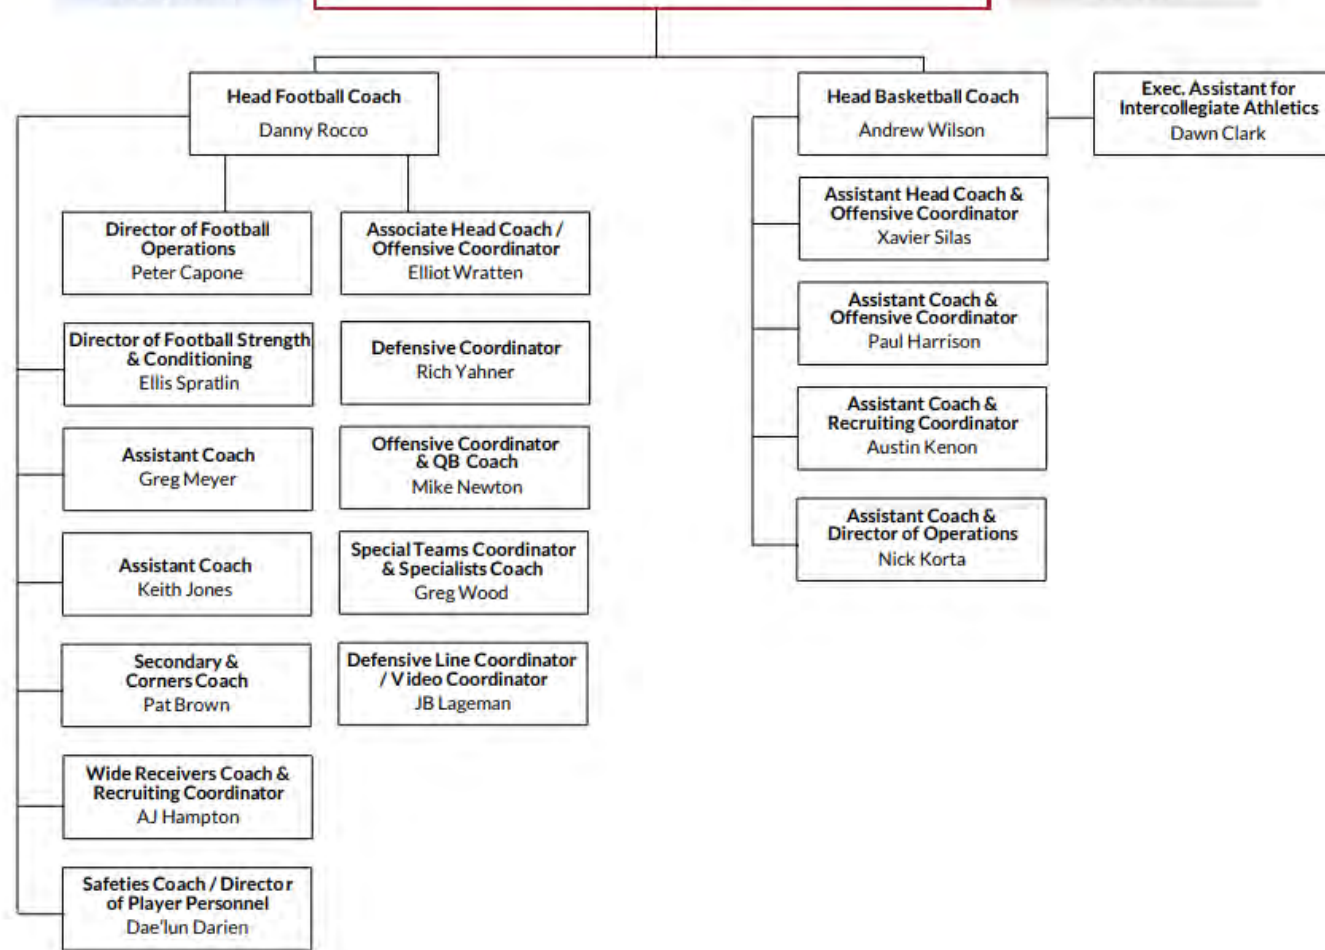 Head Football Coach
Danny Rocco
Head Basketball Coach
Andrew Wilson
Exec. Assistant for
Intercollegiate Athletics
Dawn Clark
Director of Football
Operations
Peter Capone
Associate Head Coach /
Offensive Coordinator
Elliot Wratten
Assistant Head Coach &
Offensive Coordinator
Xavier Silas
Director of Football Strength
& Conditioning
Ellis Spratlin
Defensive Coordinator
Rich Yahner
Assistant Coach &
Offensive Coordinator
Paul Harrison
Assistant Coach
Greg Meyer
Offensive Coordinator
& QB Coach
Mike Newton
Assistant Coach &
Recruiting Coordinator
Austin Kenon
Assistant Coach
Keith Jones
Special Teams Coordinator
& Specialists Coach
Greg Wood
Assistant Coach &
Director of Operations
Nick Korta
Secondary &
Corners Coach
Pat Brown
Defensive Line Coordinator
/ Video Coordinator
JB Lageman
Wide Receivers Coach &
Recruiting Coordinator
AJ Hampton
Safeties Coach / Director
of Player Personnel
Dae'lun Darien